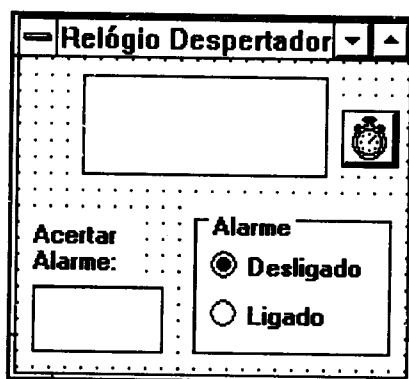 Relógio Despertador
Acertar
Alarme:
Alarme
Desligado
Ligado